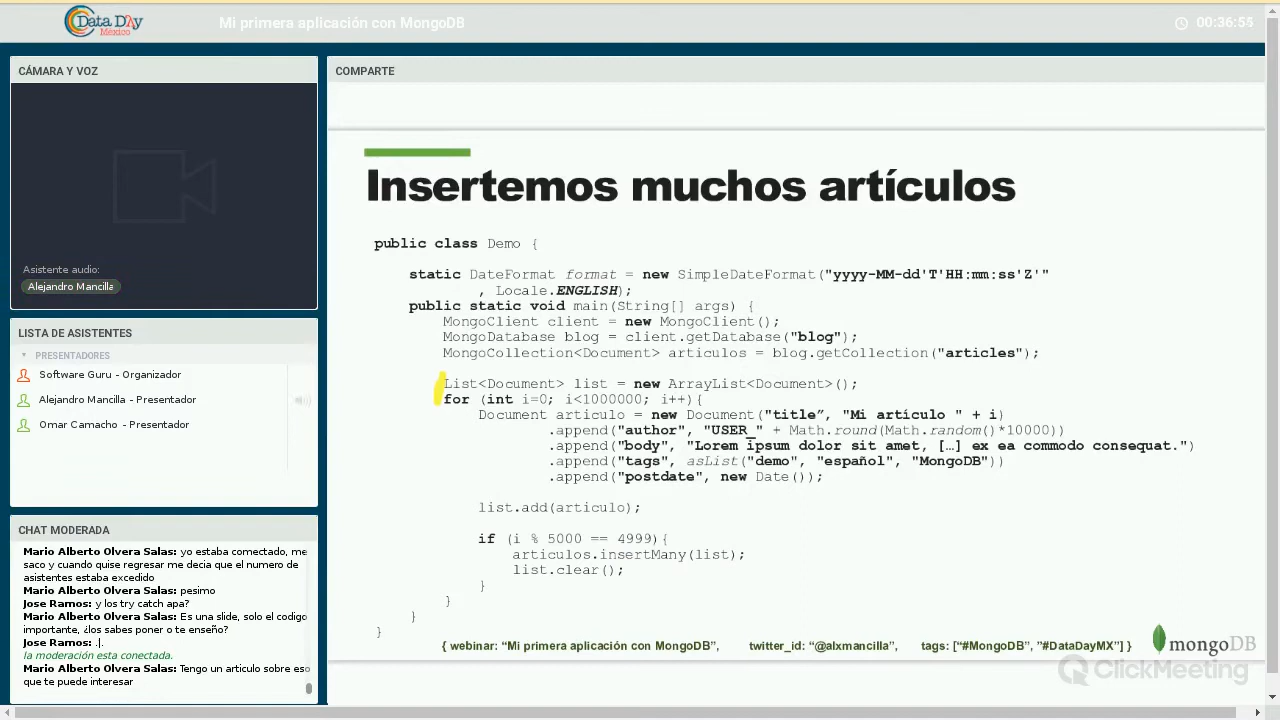 Data Day
México
Mi primera aplicación con MongoDB
00:36:54
CÁMARA Y VOZ
Asistente audio:
Alejandro Mancilla
LISTA DE ASISTENTES
PRESENTADORES
Software Guru - Organizador
Alejandro Mancilla - Presentador
Omar Camacho - Presentador
CHAT MODERADA
Mario Alberto Olvera Salas: yo estaba comectado, me
saco y cuando quise regresar me decia que el numero de
asistentes estaba excedido
Mario Alberto Olvera Salas: pesimo
Jose Ramos: y los try catch apa?
Mario Alberto Olvera Salas: Es una slide, solo el codigo
importante, ¿los sabes poner o te enseño?
Jose Ramos: .|.
la moderación esta conectada.
Mario Alberto Olvera Salas: Tengo un articulo sobre eso
que te puede interesar
COMPARTE
Insertemos muchos artículos
public class Demo {
static DateFormat format = new SimpleDateFormat("yyyy-MM-dd'T'HH:mm:ss'Z'"
, Locale.ENGLISH);
public static void main(String[] args) {
MongoClient client = new MongoClient();
MongoDatabase blog = client.getDatabase("blog");
MongoCollection<Document> articulos = blog.getCollection("articles");
List<Document> list = new ArrayList<Document>();
for (int i=0; i<1000000; i++){
Document articulo = new Document("title”, "Mi artículo " + i)
.append("author", "USER_" + Math.round(Math.random()*10000))
.append("body", "Lorem ipsum dolor sit amet, […] ex ea commodo consequat.")
.append("tags", asList("demo", "español", "MongoDB"))
.append("postdate", new Date());
list.add(articulo);
if (i % 5000 == 4999){
articulos.insertMany(list);
list.clear();
}
}
}
}
{ webinar: “Mi primera aplicación con MongoDB”, twitter_id: “@alxmancilla”, tags: [“#MongoDB”, ”#DataDayMX”] }
mongoDB
ClickMeeting